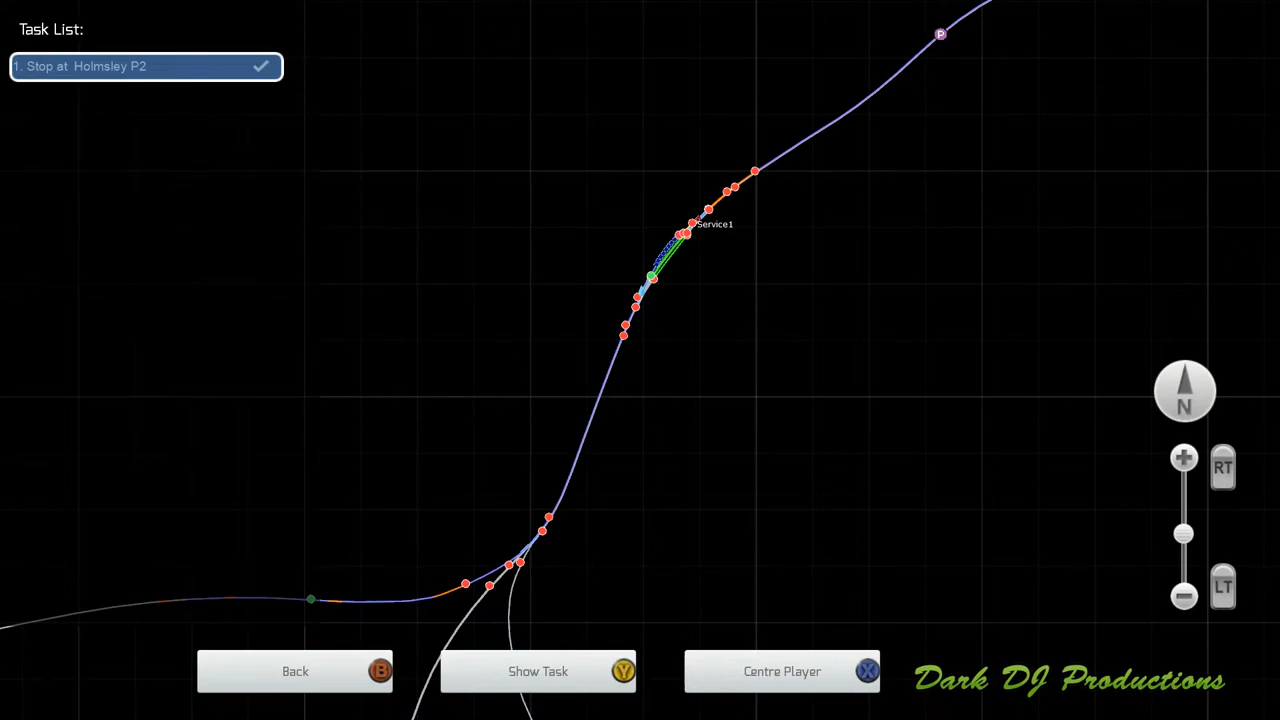 Task List:
1. Stop at Holmsley P2
P
Service1
N
RT
LT
Back B
Show Task Y
Centre Player X
Dark DJ Productions